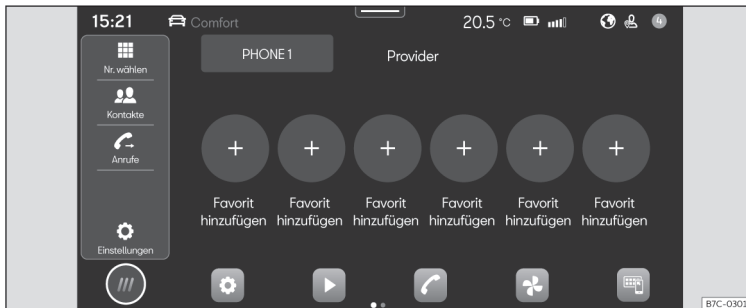 15:21
Comfort
20.5 °C
4
PHONE 1
Provider
Nr. wählen
Kontakte
Anrufe
Einstellungen
Favorit
hinzufügen
Favorit
hinzufügen
Favorit
hinzufügen
Favorit
hinzufügen
Favorit
hinzufügen
Favorit
hinzufügen
B7C-0301